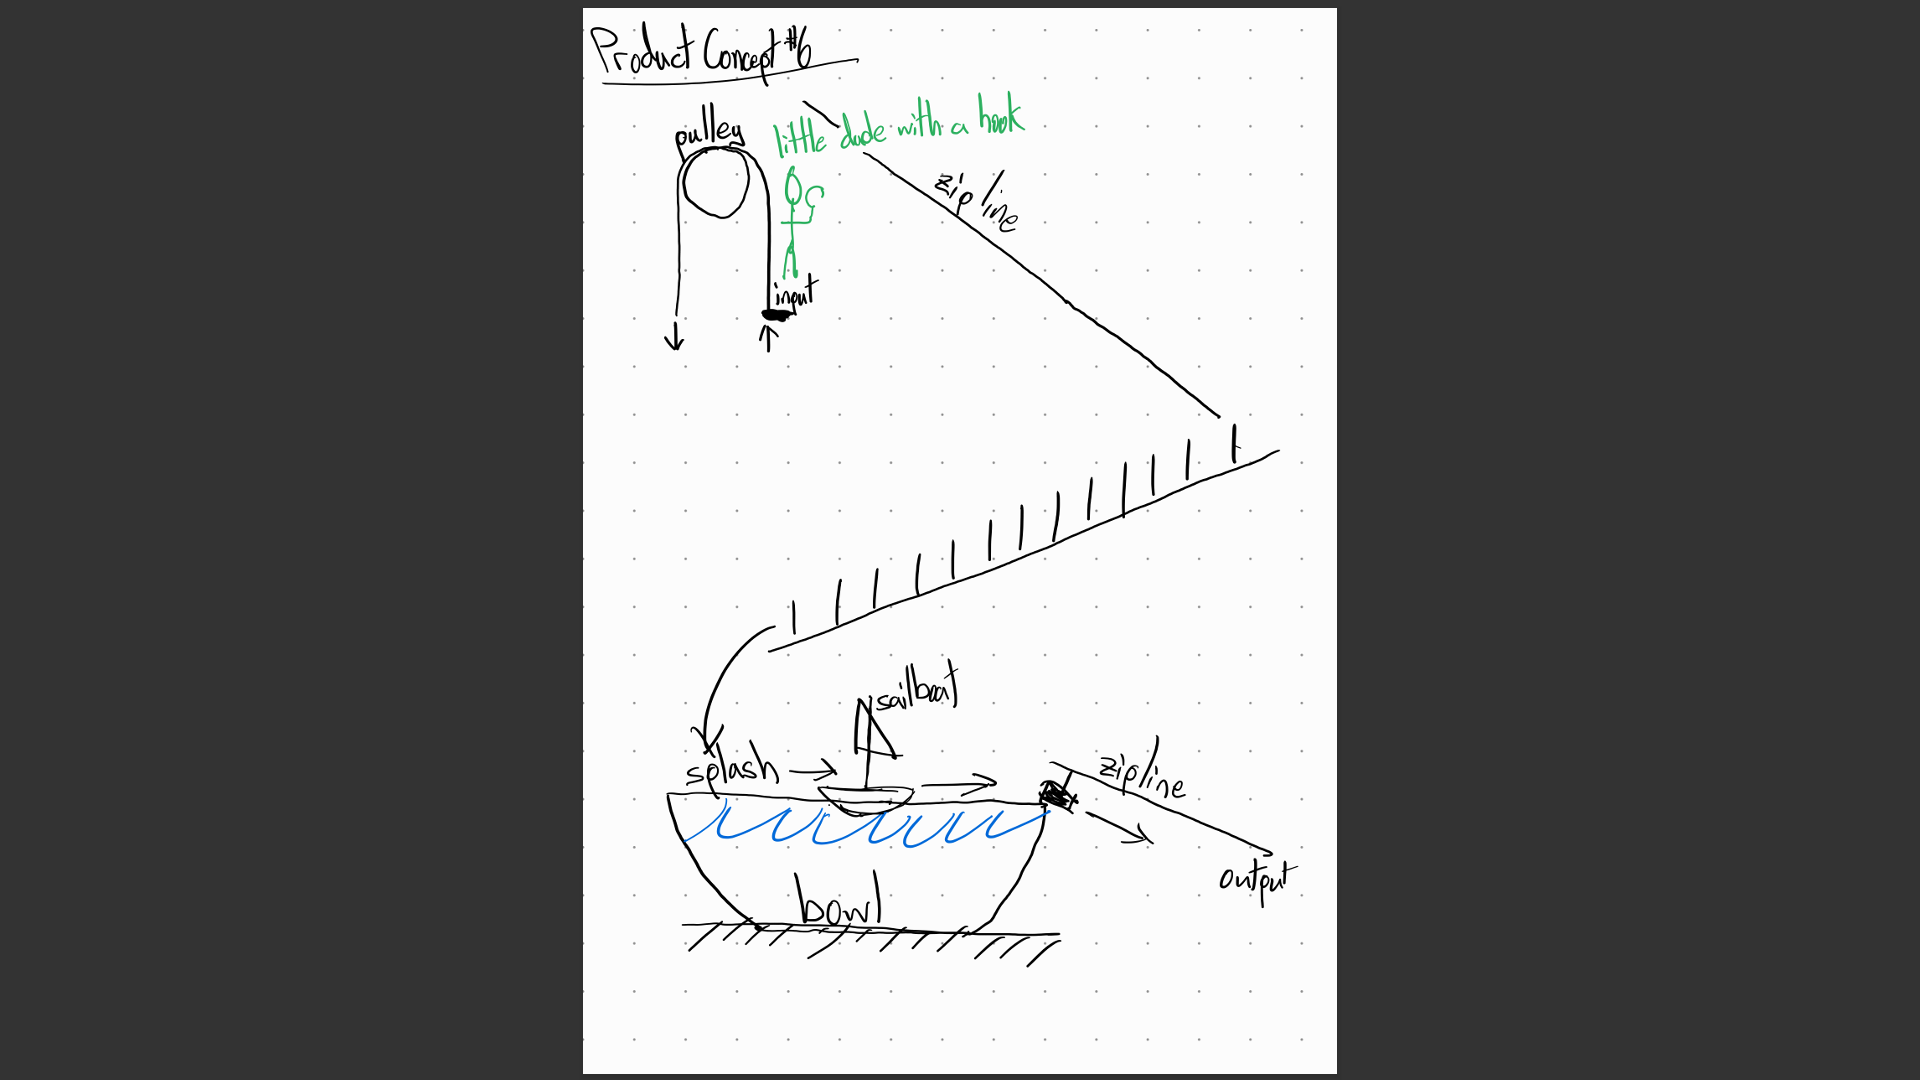 Product Concept #6
pulley
little dude with a hook
zip line
input
sailboat
splash
zipline
output
bowl